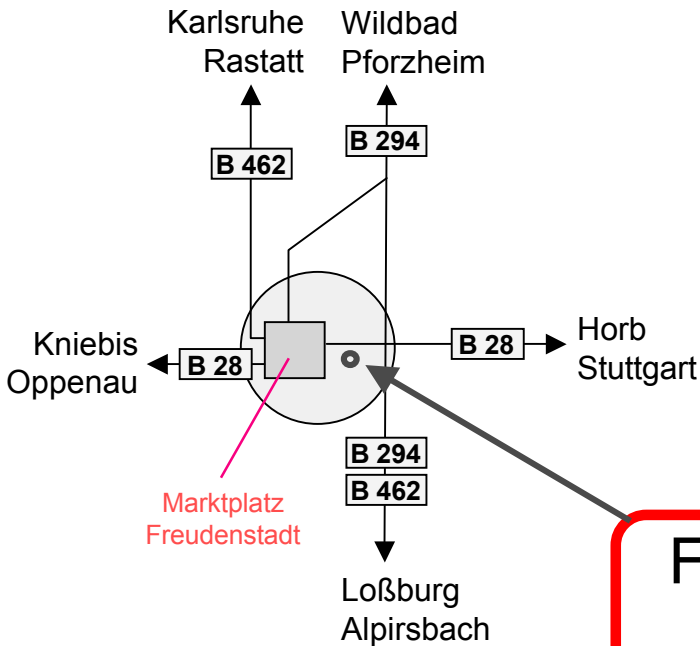 Karlsruhe
Rastatt
Wildbad
Pforzheim
B 294
B 462
Kniebis
Oppenau
B 28
B 28
Horb
Stuttgart
B 294
B 462
Marktplatz
Freudenstadt
Loßburg
Alpirsbach
F